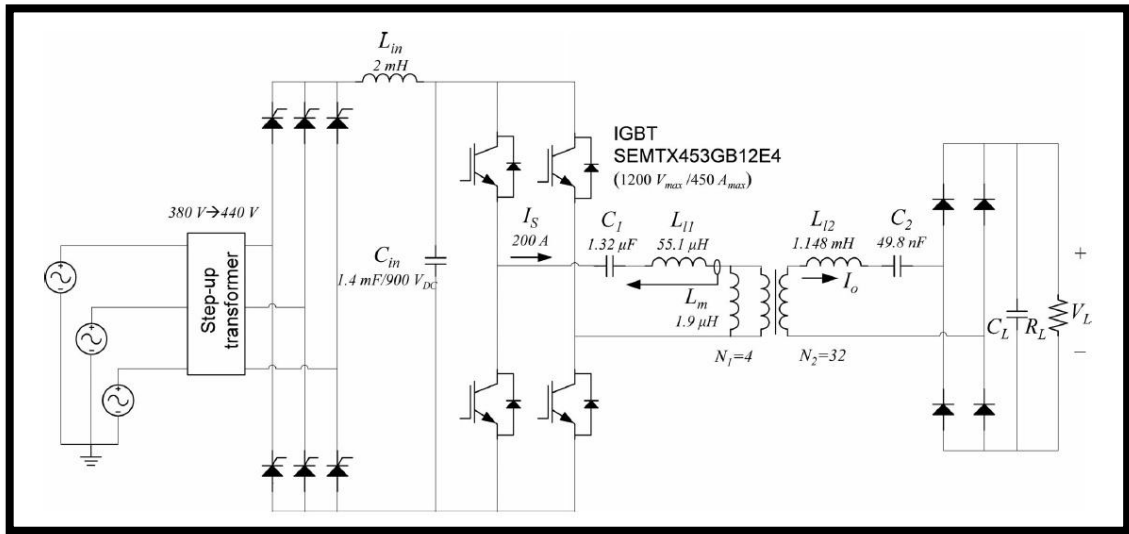 L_in
2 mH
IGBT
SEMTX453GB12E4
(1200 V_max /450 A_max)
380 V→440 V
Step-up
transformer
C_in
1.4 mF/900 V_DC
I_S
200 A
C_1
1.32 μF
L_l1
55.1 μH
L_m
1.9 μH
N_1=4
N_2=32
L_l2
1.148 mH
I_o
C_2
49.8 nF
C_L
R_L
+
V_L
−